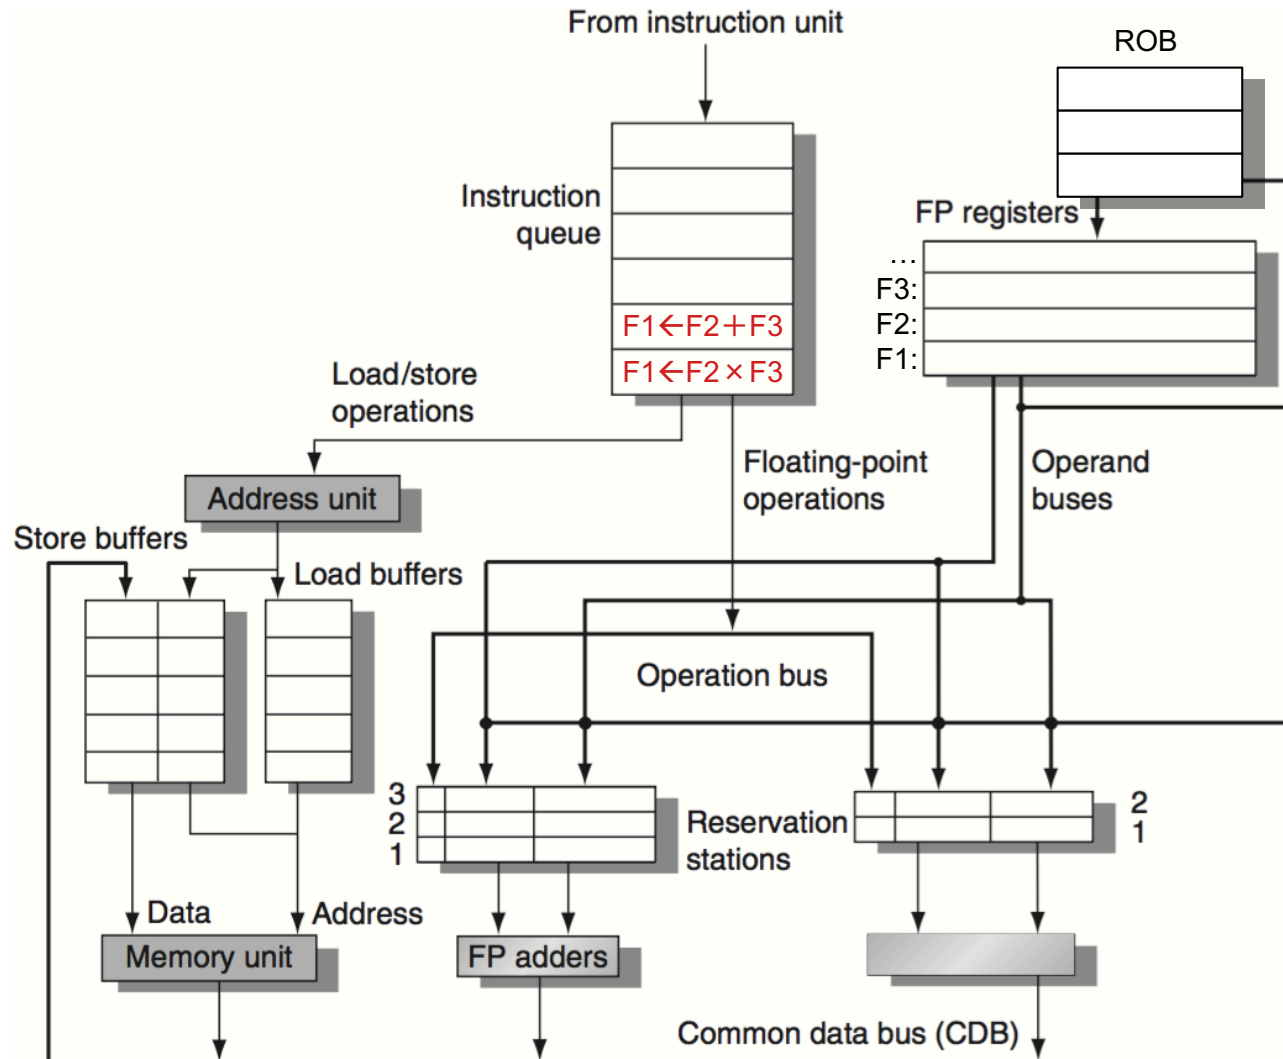 From instruction unit
ROB
Instruction
queue
FP registers
...
F3:
F2:
F1:
F1←F2+F3
F1←F2×F3
Load/store
operations
Floating-point
operations
Operand
buses
Address unit
Store buffers
Load buffers
Operation bus
3
2
1
Reservation
stations
2
1
Data
Address
Memory unit
FP adders
Common data bus (CDB)